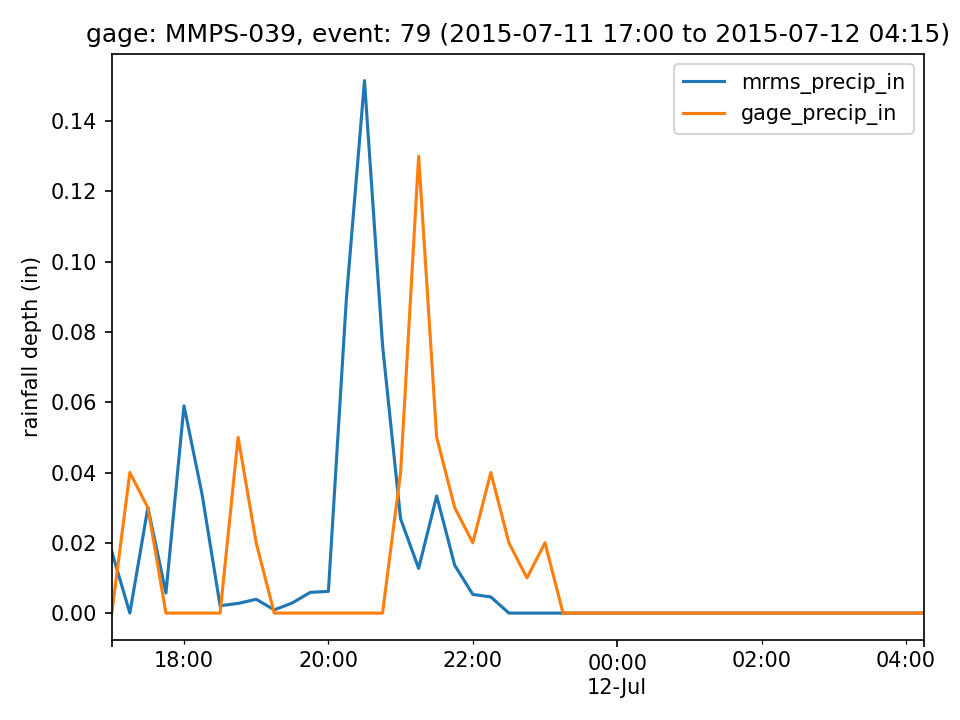 gage: MMPS-039, event: 79 (2015-07-11 17:00 to 2015-07-12 04:15)
mrms_precip_in
gage_precip_in
rainfall depth (in)
0.14
0.12
0.10
0.08
0.06
0.04
0.02
0.00
18:00 20:00 22:00 00:00 02:00 04:00
12-Jul